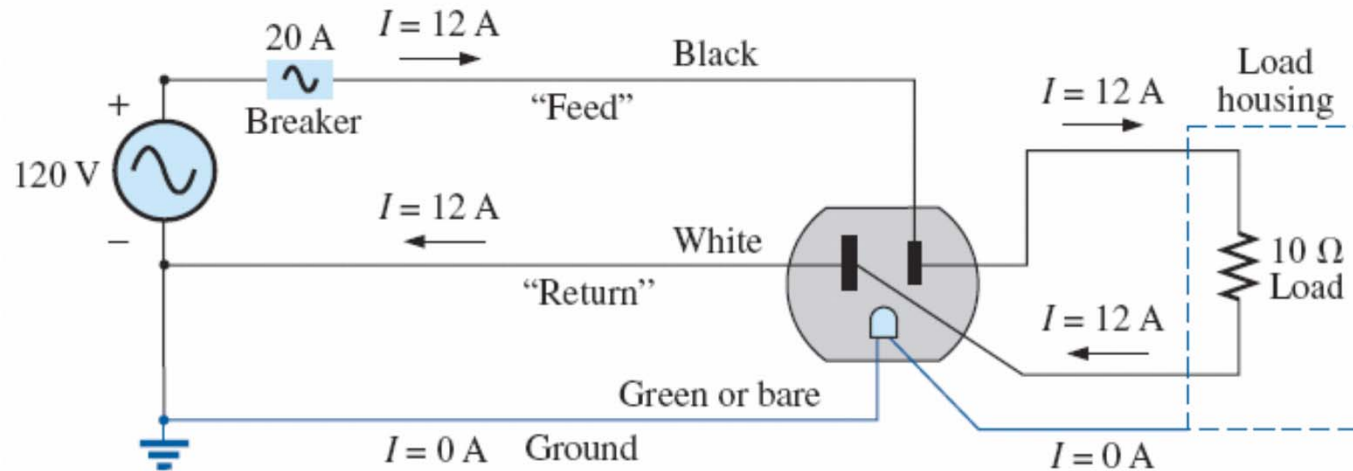 20 A
Breaker
I = 12 A
Black
"Feed"
+
120 V
−
I = 12 A
White
"Return"
Green or bare
I = 0 A
Ground
I = 12 A
Load
housing
10 Ω
Load
I = 12 A
I = 0 A